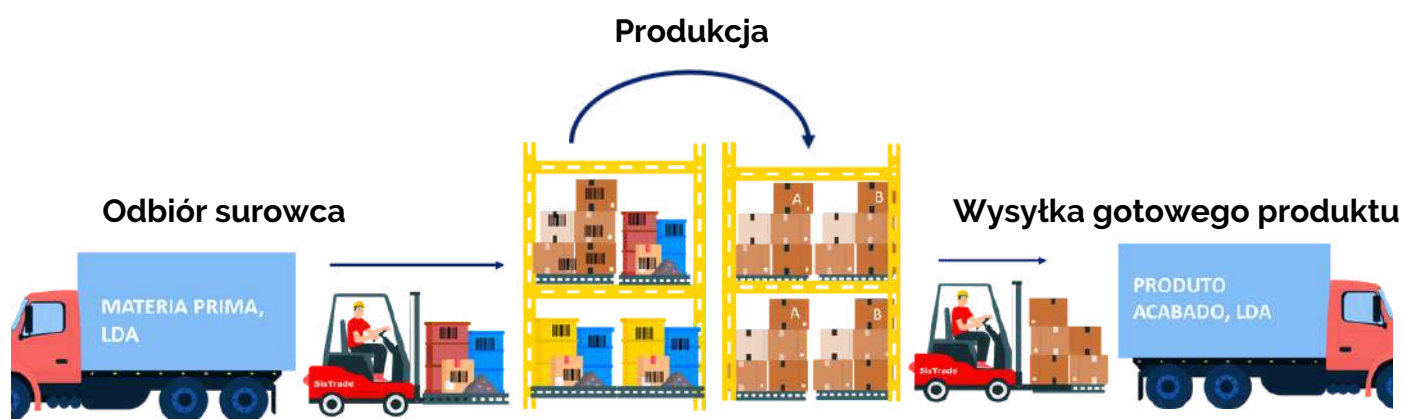 Produkcja
Odbiór surowca
Wysyłka gotowego produktu
MATERIA PRIMA,
LDA
SisTrade
A
B
A
B
SisTrade
PRODUTO
ACABADO, LDA